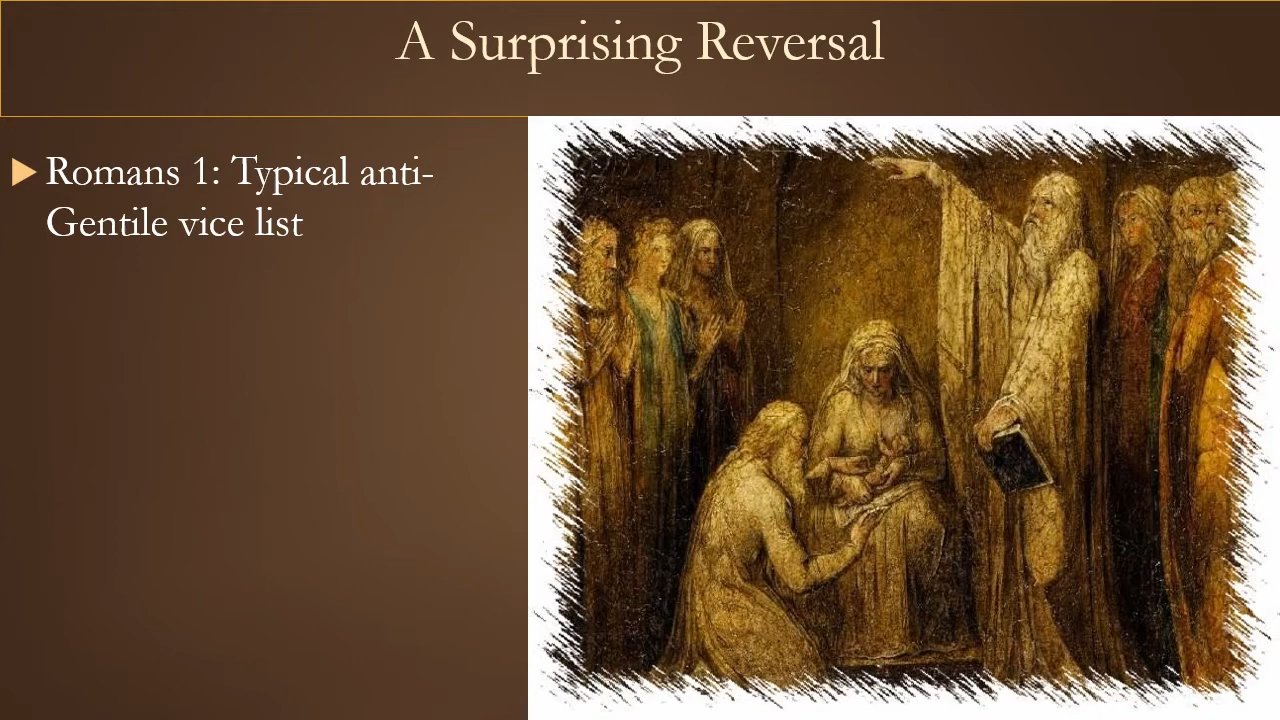 A Surprising Reversal
Romans 1: Typical anti-
Gentile vice list